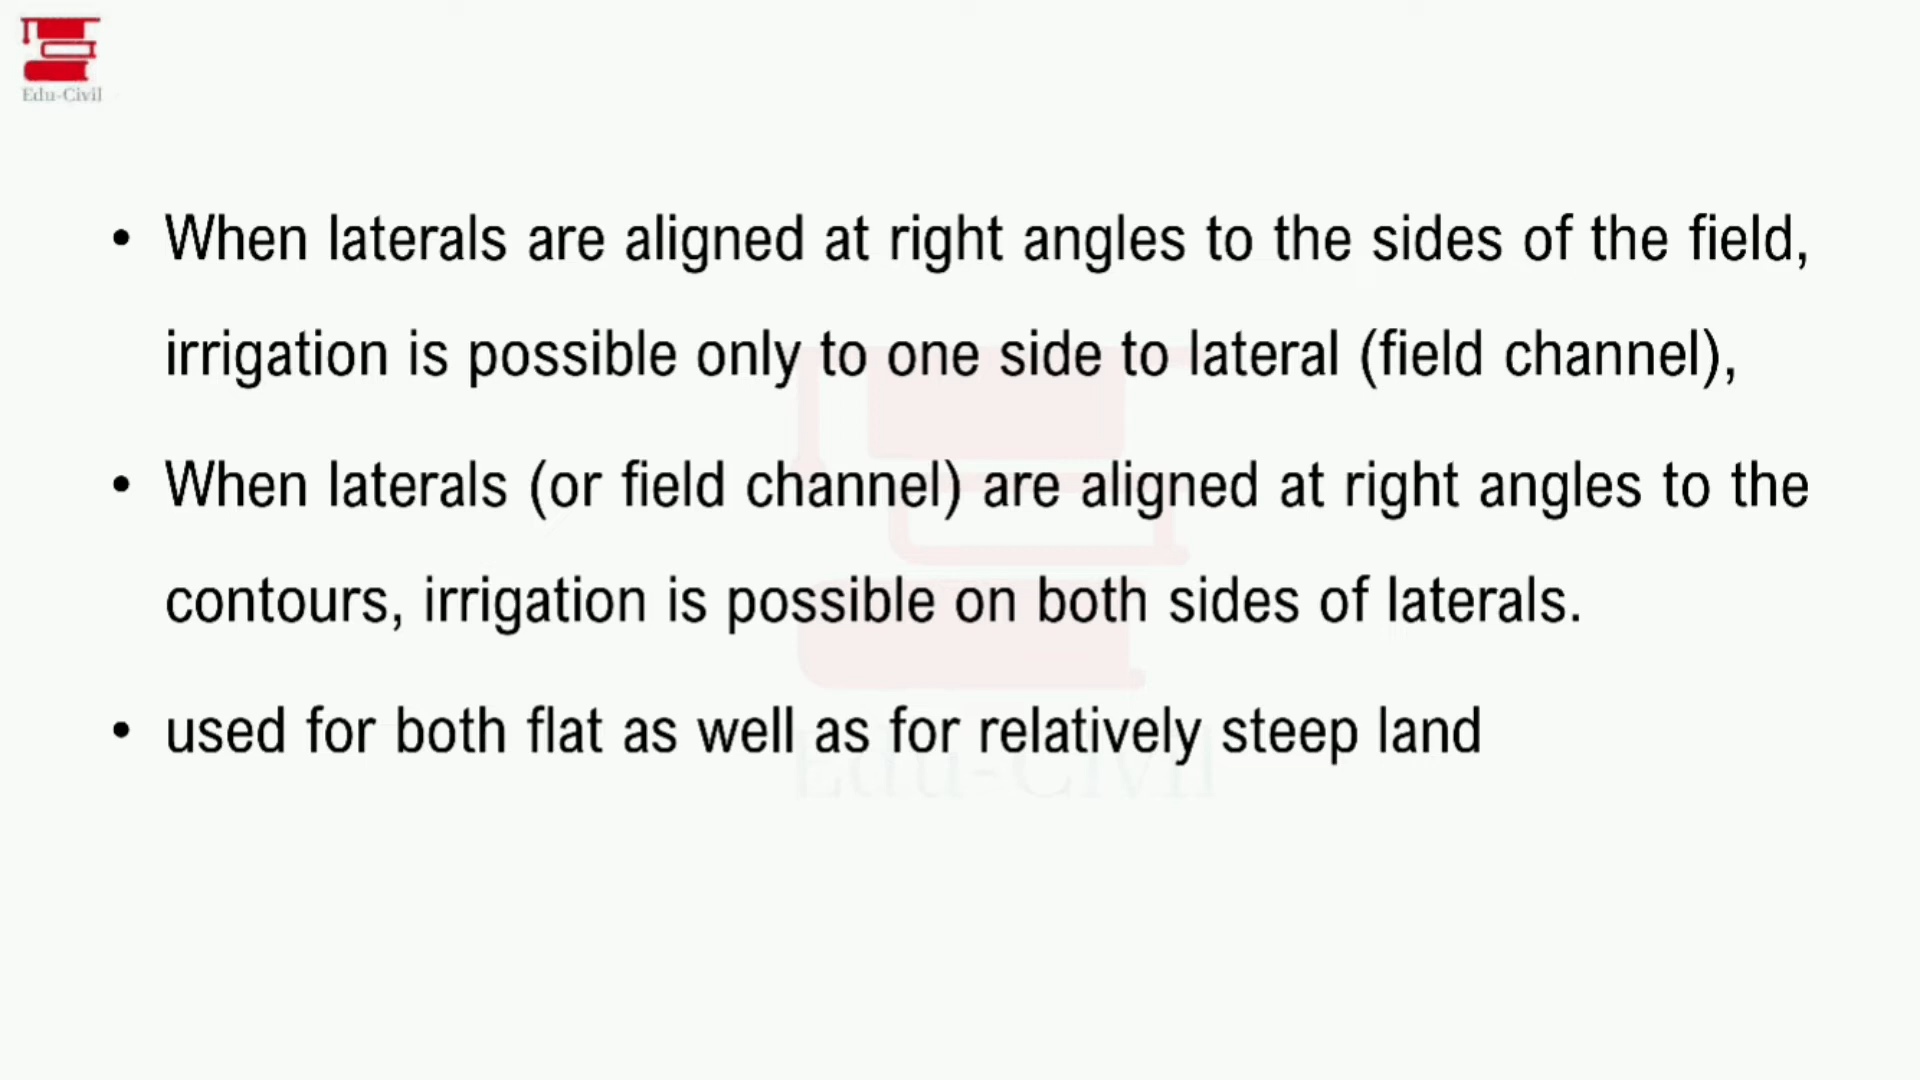 Edu-Civil
• When laterals are aligned at right angles to the sides of the field,
irrigation is possible only to one side to lateral (field channel),
• When laterals (or field channel) are aligned at right angles to the
contours, irrigation is possible on both sides of laterals.
• used for both flat as well as for relatively steep land
Edu-Civil